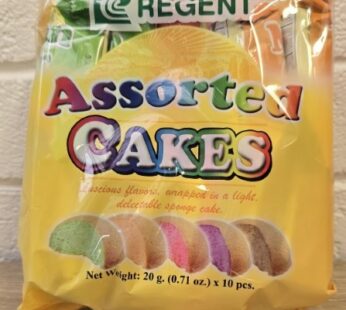 REGENT
Assorted
CAKES
Luscious flavors, wrapped in a light,
delectable sponge cake.
Net Weight: 20 g. (0.71 oz.) x 10 pcs.